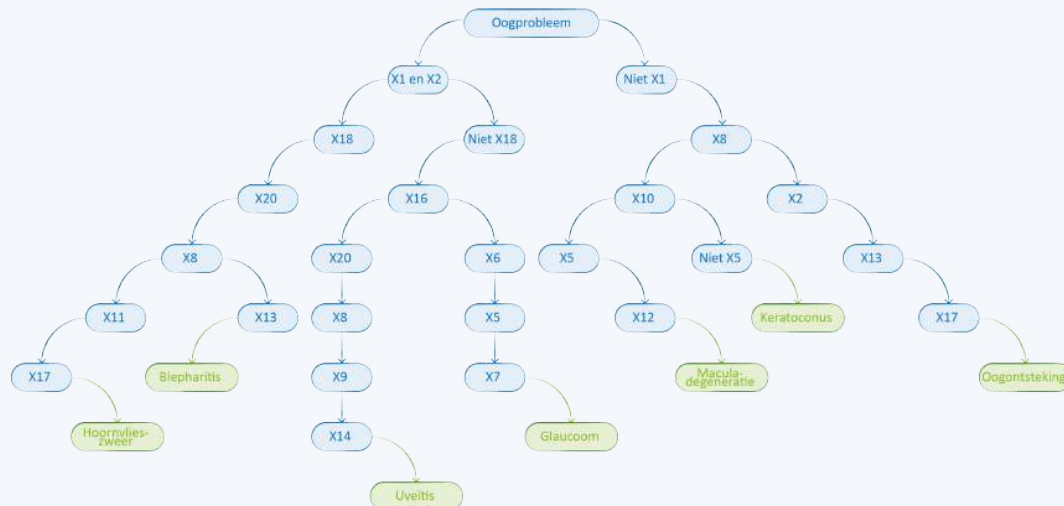 Oogprobleem
X1 en X2
Niet X1
X18
Niet X18
X8
X20
X16
X10
X2
X8
X20
X6
X5
Niet X5
X13
X11
X13
X8
X5
X12
Keratoconus
X17
X17
Blepharitis
X9
X7
Macula-
degeneratie
Oogontsteking
Hoornvlies-
zweer
X14
Glaucoom
Uveïtis